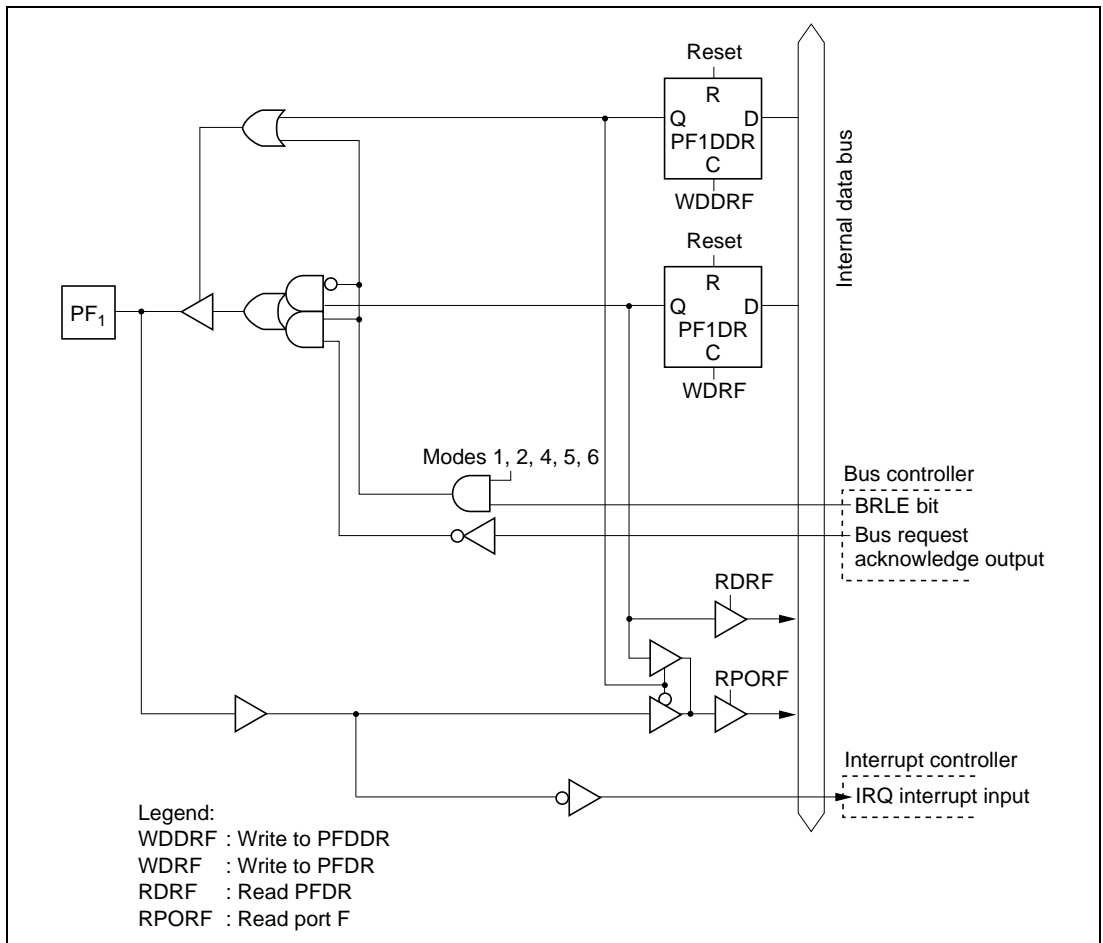 Reset
R
Q D
PF1DDR
C
WDDRF
Internal data bus
Reset
R
Q D
PF1DR
C
WDRF
PF1
Modes 1, 2, 4, 5, 6
Bus controller
BRLE bit
Bus request
acknowledge output
RDRF
RPORF
Interrupt controller
IRQ interrupt input
Legend:
WDDRF : Write to PFDDR
WDRF : Write to PFDR
RDRF : Read PFDR
RPORF : Read port F